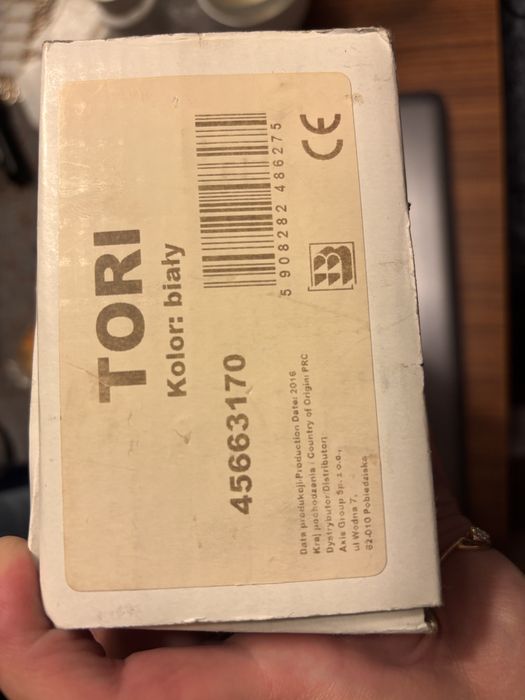 TORI
Kolor: biały
45663170
5 908282 486275
CE
B
Data produkcji/Production Date: 2016
Kraj pochodzenia / Country of Origin: PRC
Dystrybutor/Distributor:
Axis Group Sp. z o.o.,
ul Wodna 7,
62-010 Pobiedziska